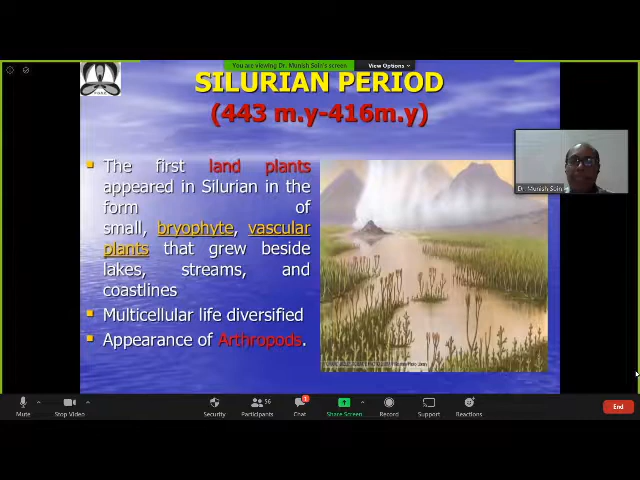 You are viewing Dr. Munish Soin's screen
View Options
SILURIAN PERIOD
(443 m.y-416m.y)
The first land plants
appeared in Silurian in the
form of
small, bryophyte, vascular
plants that grew beside
lakes, streams, and
coastlines
Multicellular life diversified
Appearance of Arthropods.
Dr. Munish Soin
Mute
Stop Video
Security
56
Participants
1
Chat
Share Screen
Record
Support
Reactions
End